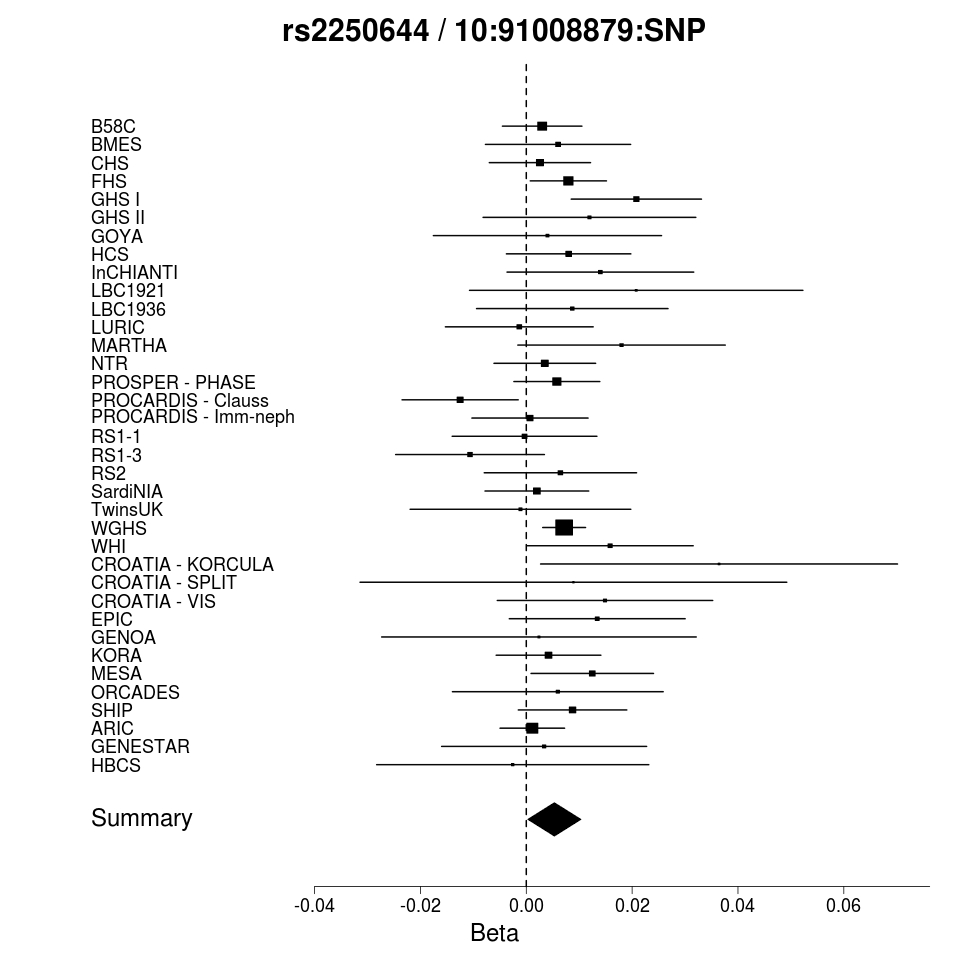 rs2250644 / 10:91008879:SNP
B58C
BMES
CHS
FHS
GHS I
GHS II
GOYA
HCS
InCHIANTI
LBC1921
LBC1936
LURIC
MARTHA
NTR
PROSPER - PHASE
PROCARDIS - Clauss
PROCARDIS - Imm-neph
RS1-1
RS1-3
RS2
SardiNIA
TwinsUK
WGHS
WHI
CROATIA - KORCULA
CROATIA - SPLIT
CROATIA - VIS
EPIC
GENOA
KORA
MESA
ORCADES
SHIP
ARIC
GENESTAR
HBCS
Summary
-0.04 -0.02 0.00 0.02 0.04 0.06
Beta